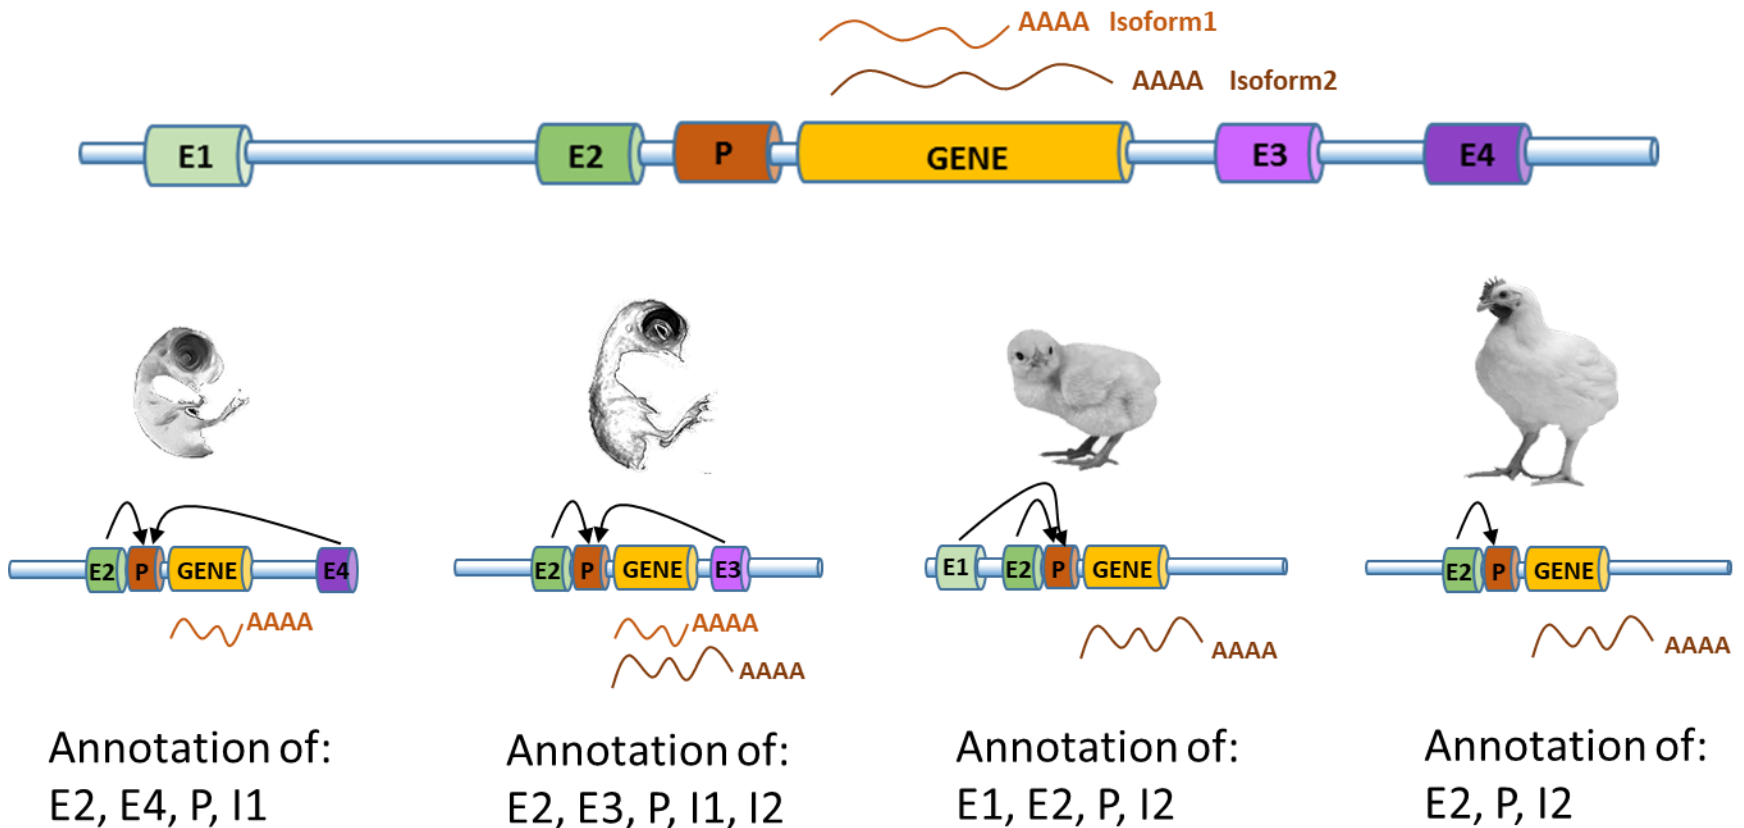 AAAA Isoform1
AAAA Isoform2
E1 E2 P GENE E3 E4
E2 P GENE E4
AAAA
Annotation of:
E2, E4, P, I1
E2 P GENE E3
AAAA
AAAA
Annotation of:
E2, E3, P, I1, I2
E1 E2 P GENE
AAAA
Annotation of:
E1, E2, P, I2
E2 P GENE
AAAA
Annotation of:
E2, P, I2